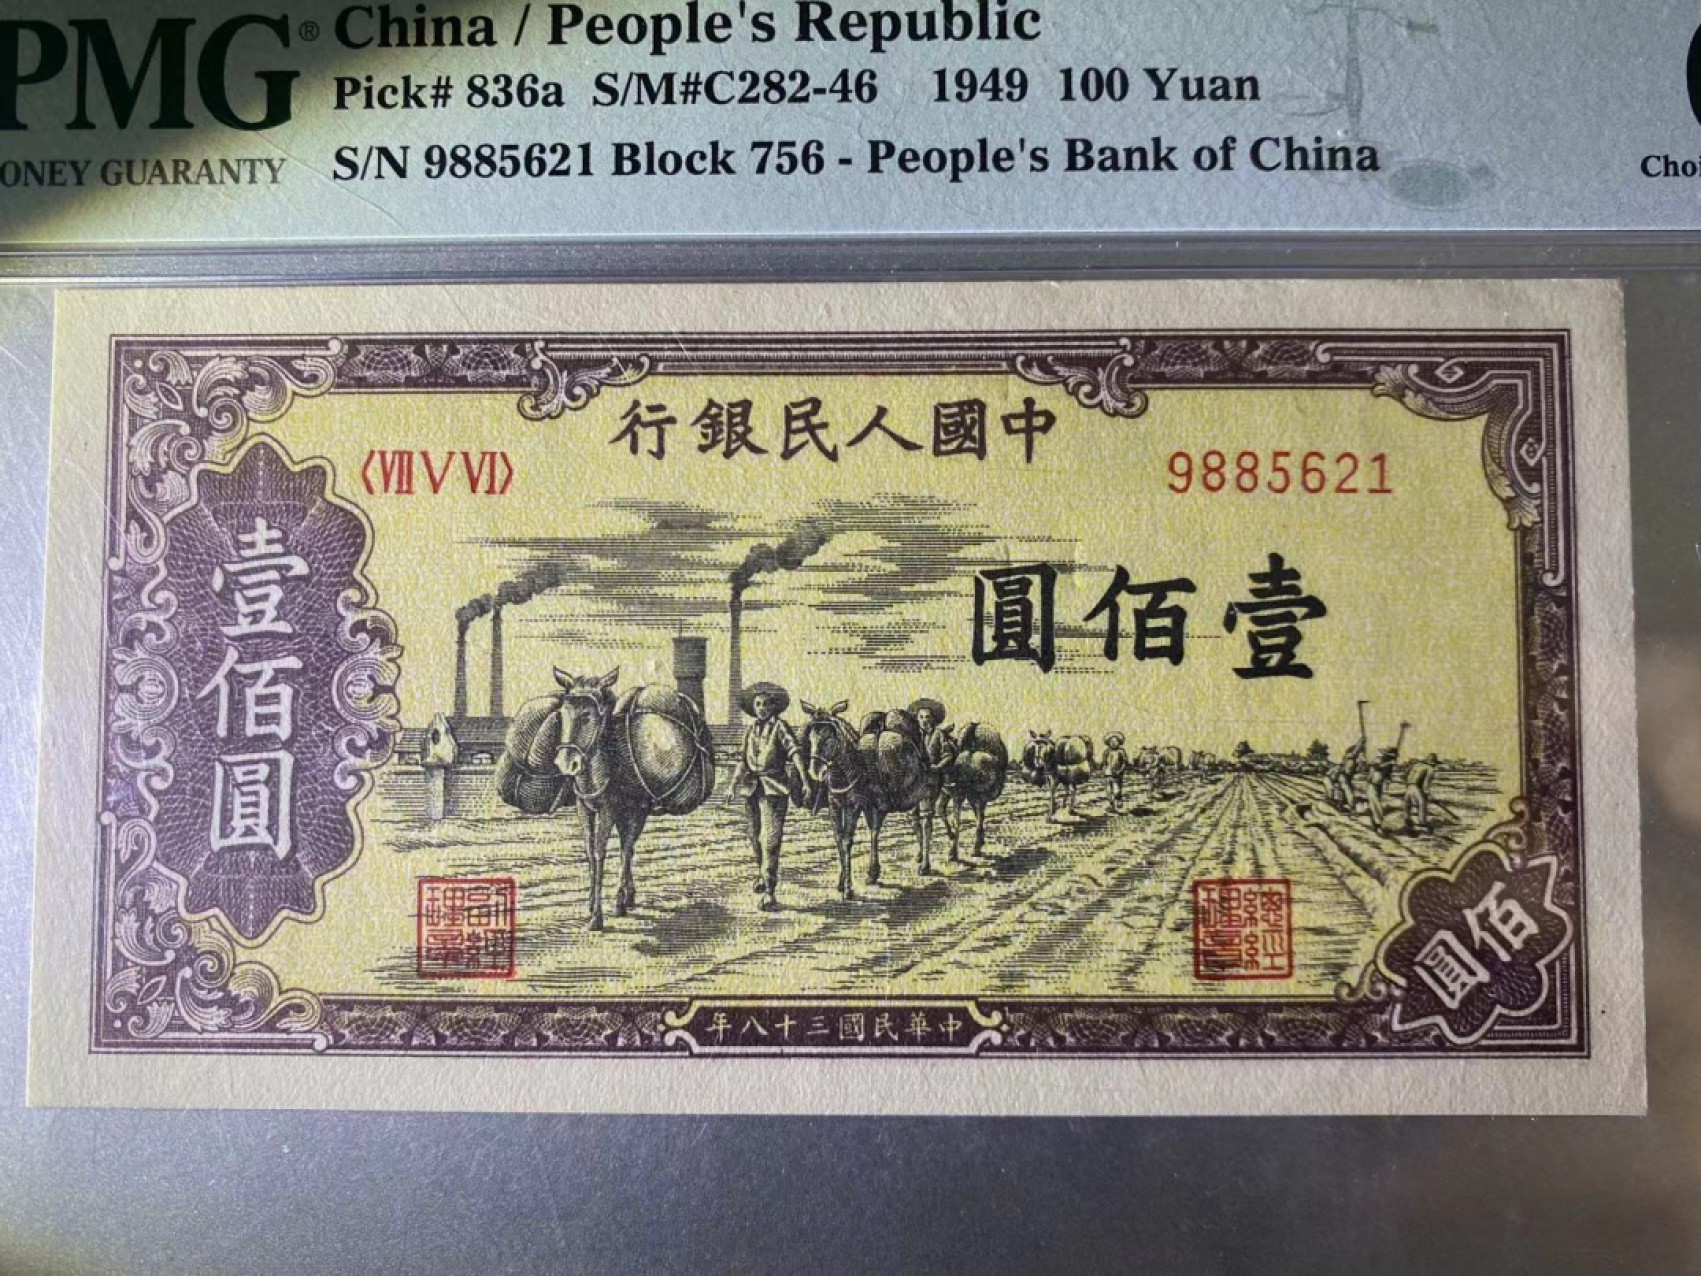 PMG® China / People's Republic
Pick# 836a S/M#C282-46 1949 100 Yuan
ONEY GUARANTY S/N 9885621 Block 756 - People's Bank of China
Choi
行銀民人國中
〈VII V VI〉 9885621
圓佰壹
壹佰圓
佰圓
年八十三國民華中